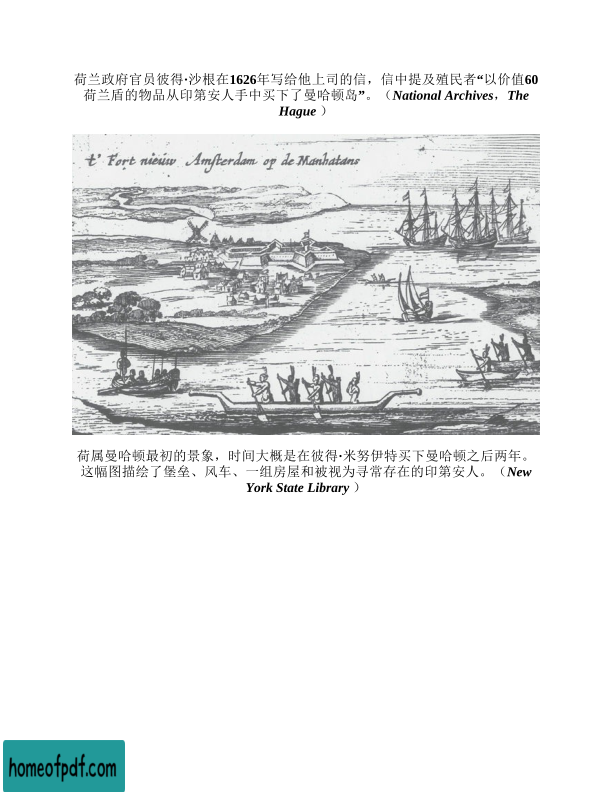 荷兰政府官员彼得·沙根在1626年写给他上司的信，信中提及殖民者“以价值60
荷兰盾的物品从印第安人手中买下了曼哈顿岛”。（National Archives，The
Hague ）
t' Fort nieuw Amsterdam op de Manhatans
荷属曼哈顿最初的景象，时间大概是在彼得·米努伊特买下曼哈顿之后两年。
这幅图描绘了堡垒、风车、一组房屋和被视为寻常存在的印第安人。（New
York State Library ）
homeofpdf.com